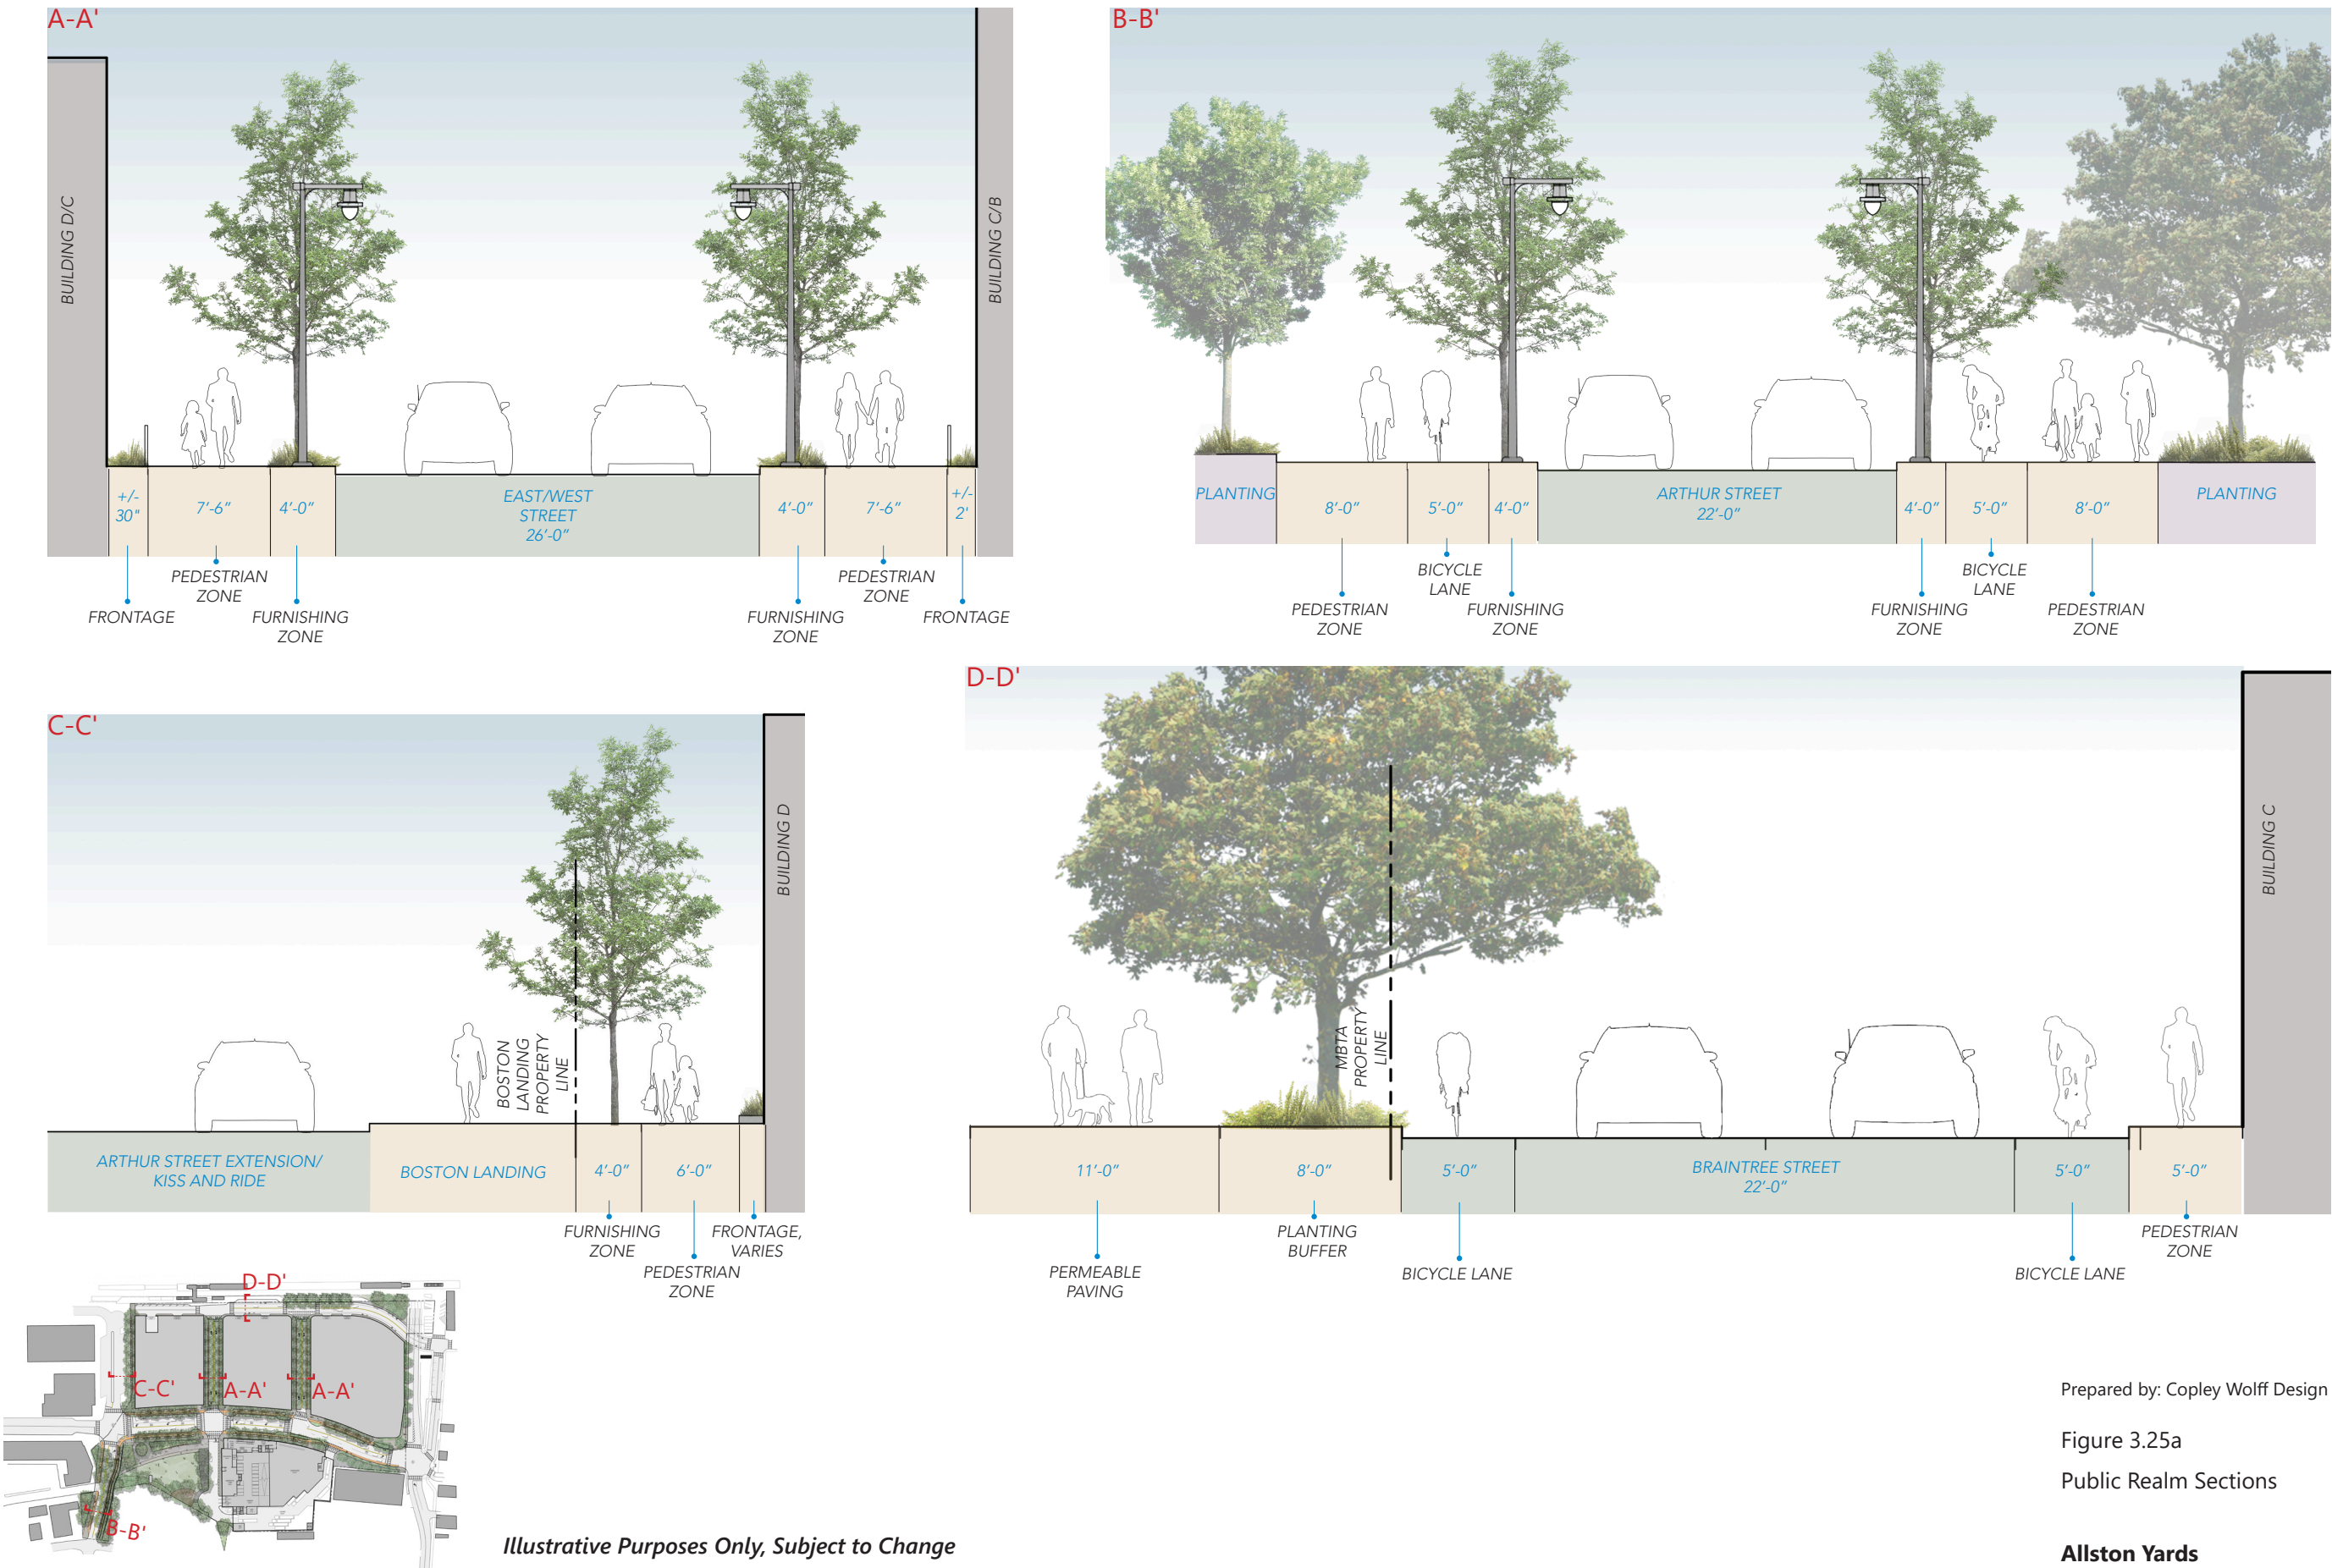 A-A'
BUILDING D/C
BUILDING C/B
+/-
30"
7'-6"
4'-0"
EAST/WEST
STREET
26'-0"
4'-0"
7'-6"
+/-
2'
FRONTAGE
PEDESTRIAN
ZONE
FURNISHING
ZONE
FURNISHING
ZONE
PEDESTRIAN
ZONE
FRONTAGE
B-B'
PLANTING
8'-0"
5'-0"
4'-0"
ARTHUR STREET
22'-0"
4'-0"
5'-0"
8'-0"
PLANTING
PEDESTRIAN
ZONE
BICYCLE
LANE
FURNISHING
ZONE
FURNISHING
ZONE
BICYCLE
LANE
PEDESTRIAN
ZONE
C-C'
BUILDING D
BOSTON
LANDING
PROPERTY
LINE
ARTHUR STREET EXTENSION/
KISS AND RIDE
BOSTON LANDING
4'-0"
6'-0"
FURNISHING
ZONE
PEDESTRIAN
ZONE
FRONTAGE,
VARIES
D-D'
BUILDING C
MBTA
PROPERTY
LINE
11'-0"
8'-0"
5'-0"
BRAINTREE STREET
22'-0"
5'-0"
5'-0"
PERMEABLE
PAVING
PLANTING
BUFFER
BICYCLE LANE
BICYCLE LANE
PEDESTRIAN
ZONE
D-D'
C-C'
A-A'
A-A'
B-B'
Illustrative Purposes Only, Subject to Change
Prepared by: Copley Wolff Design
Figure 3.25a
Public Realm Sections
Allston Yards